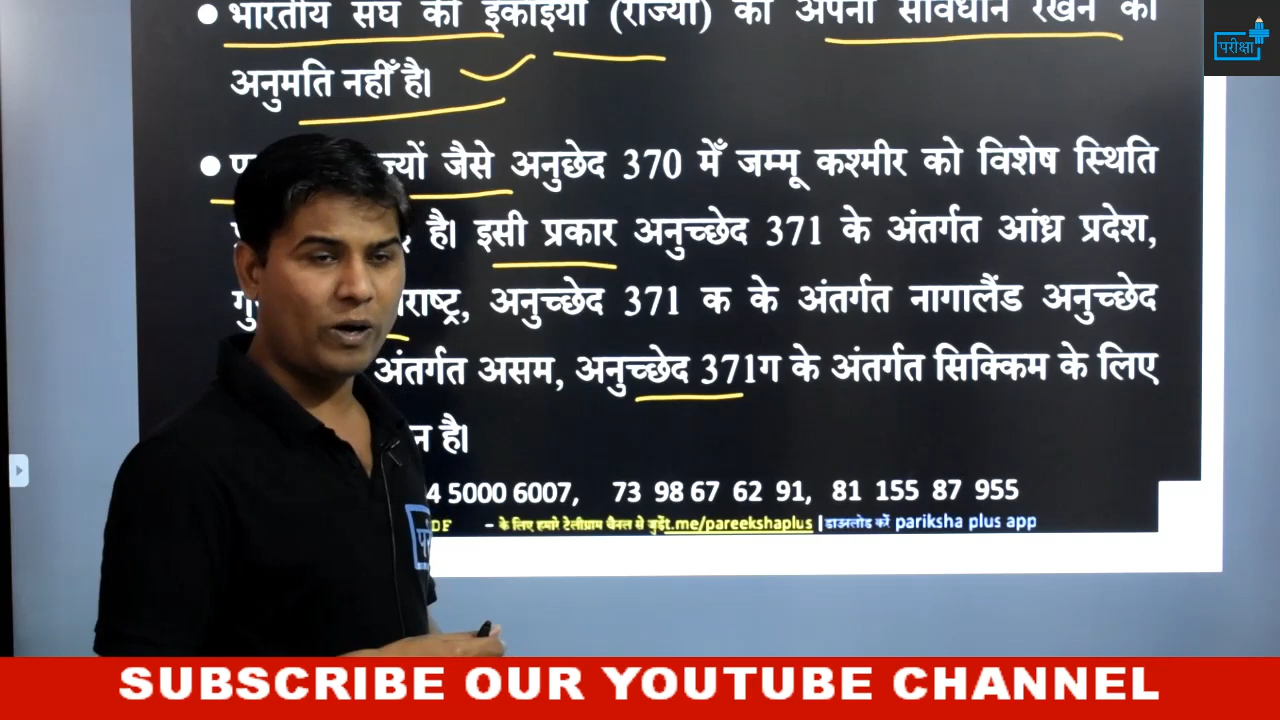 परीक्षा
भारतीय संघ की इकाइयों (राज्यों) को अपना संविधान रखने की
अनुमति नहीं है।
जैसे अनुछेद 370 मेँ जम्मू कश्मीर को विशेष स्थिति
है। इसी प्रकार अनुच्छेद 371 के अंतर्गत आंध्र प्रदेश,
अनुच्छेद 371 क के अंतर्गत नागालैंड अनुच्छेद
अंतर्गत असम, अनुच्छेद 371ग के अंतर्गत सिक्किम के लिए
है।
4 5000 6007, 73 98 67 62 91, 81 155 87 955
DF - के लिए हमारे टेलीग्राम चैनल से जुड़ें t.me/pareekshaplus | डाउनलोड करें pariksha plus app
SUBSCRIBE OUR YOUTUBE CHANNEL